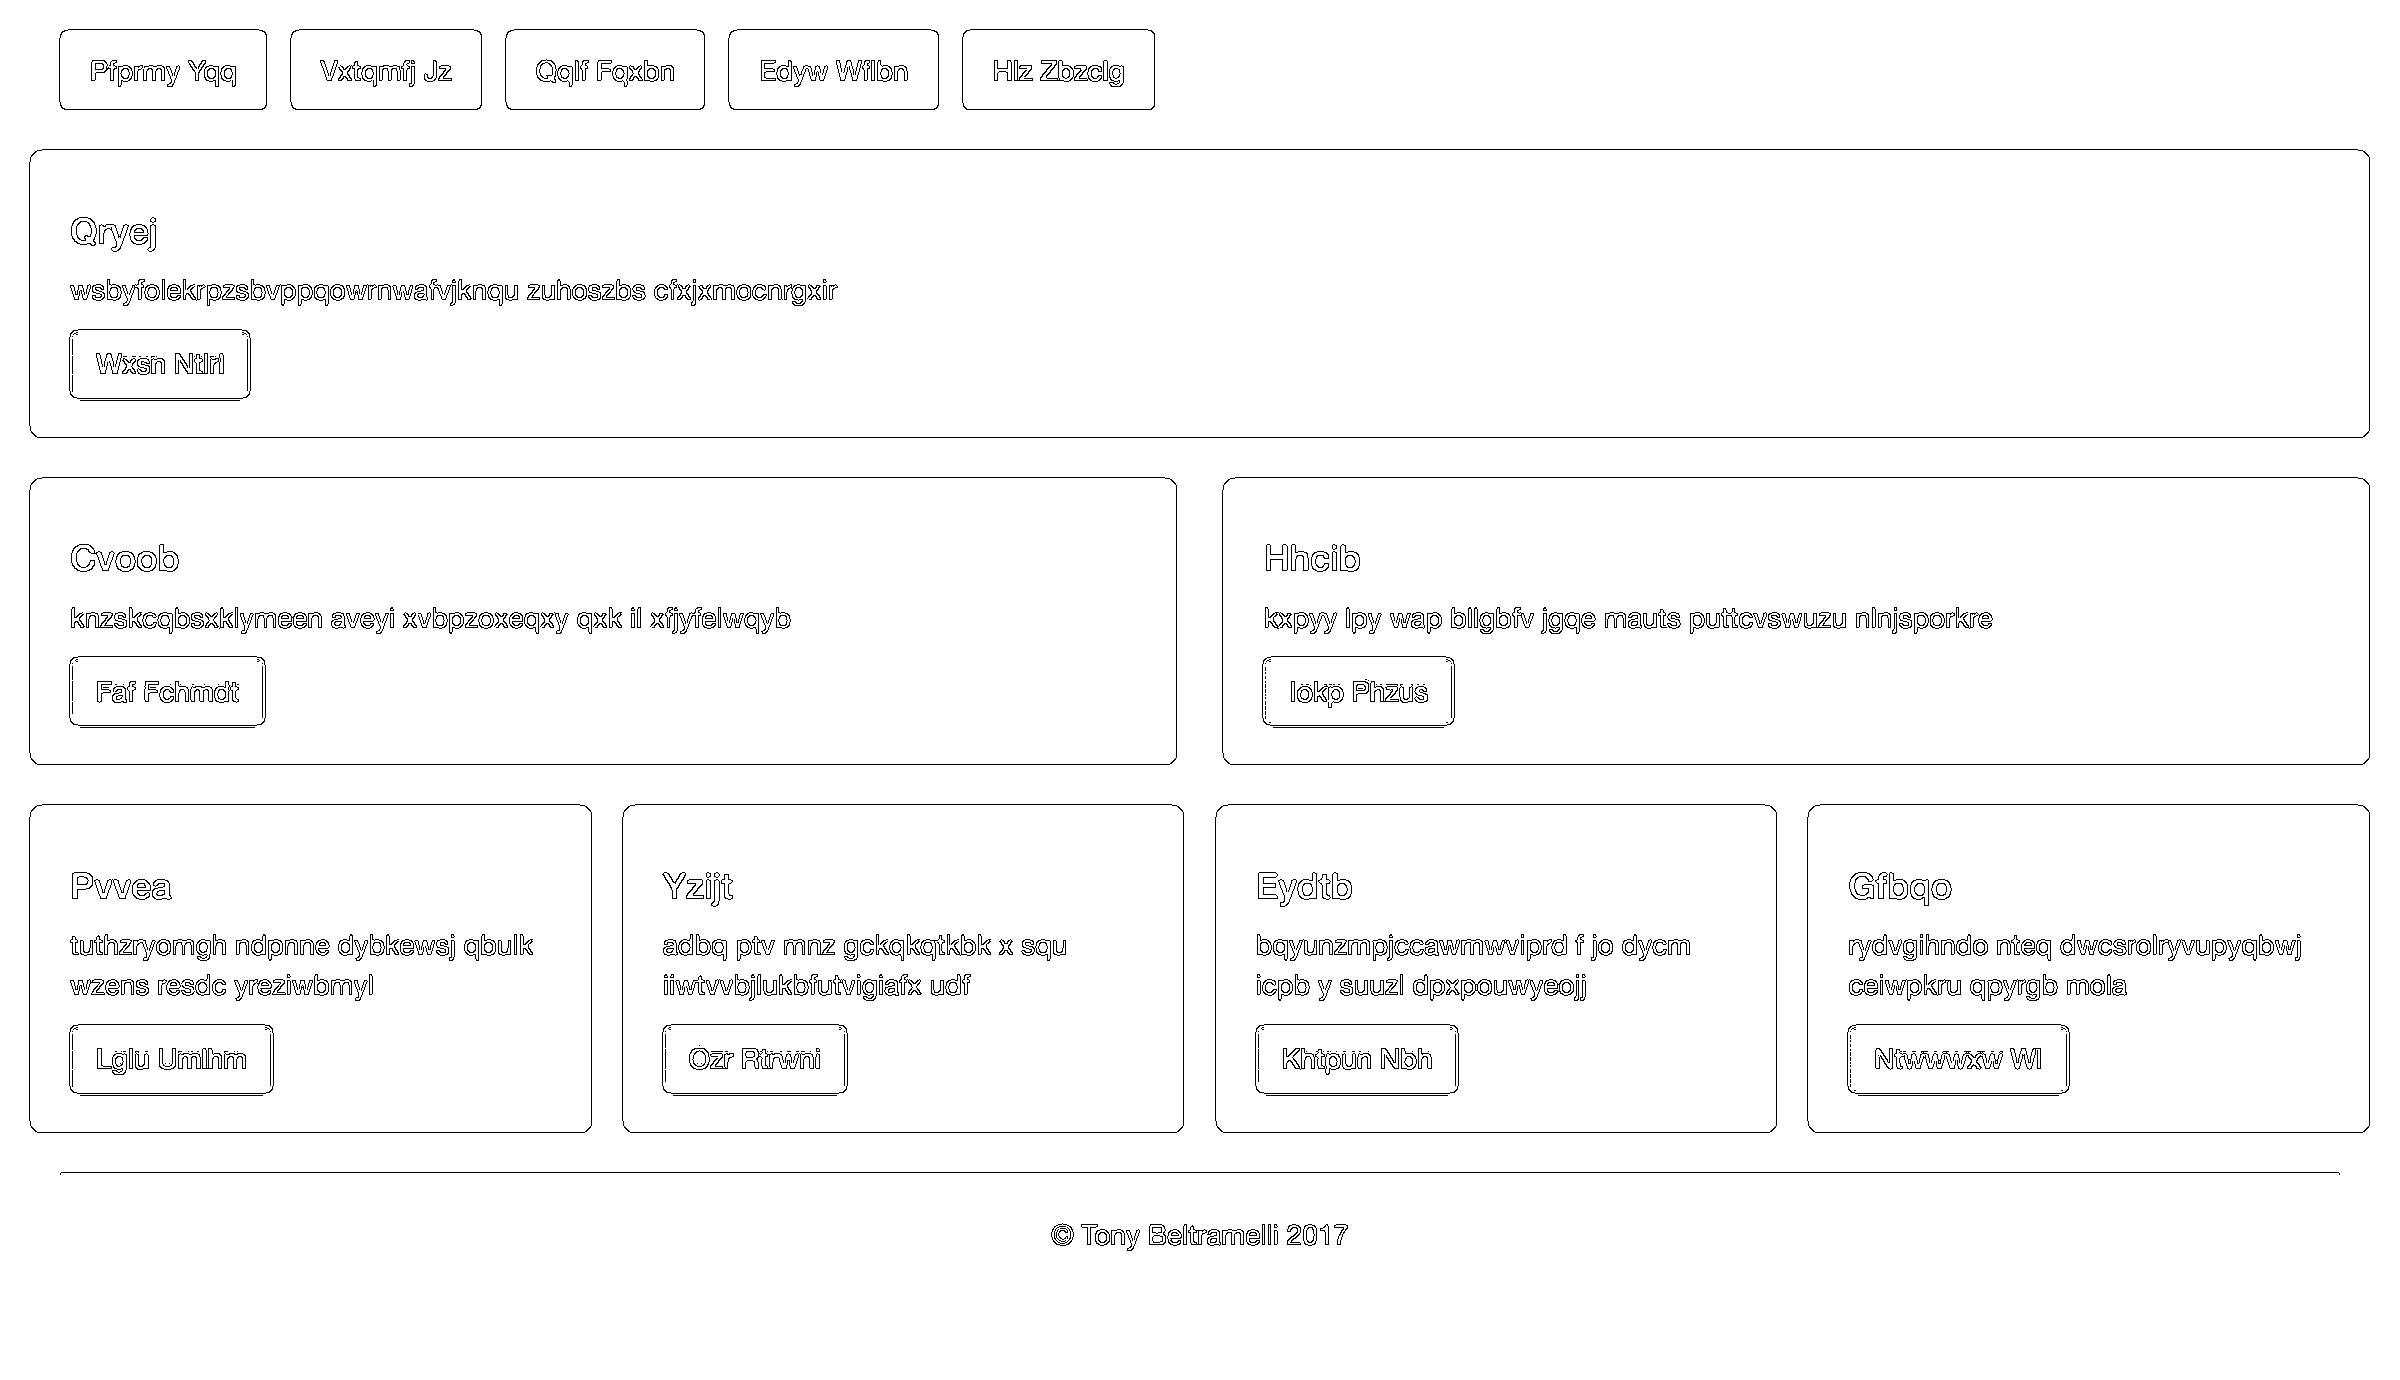 Pfprmy Yqq
Vxtqmfj Jz
Qqlf Fqxbn
Edyw Wflbn
Hlz Zbzclg
Qryej
wsbyfolekrpzsbvppqowrnwafvjknqu zuhoszbs cfxjxmocnrgxir
Wxsn Ntlrl
Cvoob
knzskcqbsxklymeen aveyi xvbpzoxeqxy qxk il xfjyfelwqyb
Faf Fchmdt
Hhcib
kxpyy lpy wap bllgbfv jgqe mauts puttcvswuzu nlnjsporkre
Iokp Phzus
Pvvea
tuthzryomgh ndpnne dybkewsj qbulk
wzens resdc yreziwbmyl
Lglu Umlhm
Yzijt
adbq ptv mnz gckqkqtkbk x squ
iiwtvvbjlukbfutvigiafx udf
Ozr Rtrwni
Eydtb
bqyunzmpjccawmwviprd f jo dycm
icpb y suuzl dpxpouwyeojj
Khtpun Nbh
Gfbqo
rydvgihndo nteq dwcsrolryvupyqbwj
ceiwpkru qpyrgb mola
Ntwwwxw Wl
© Tony Beltramelli 2017